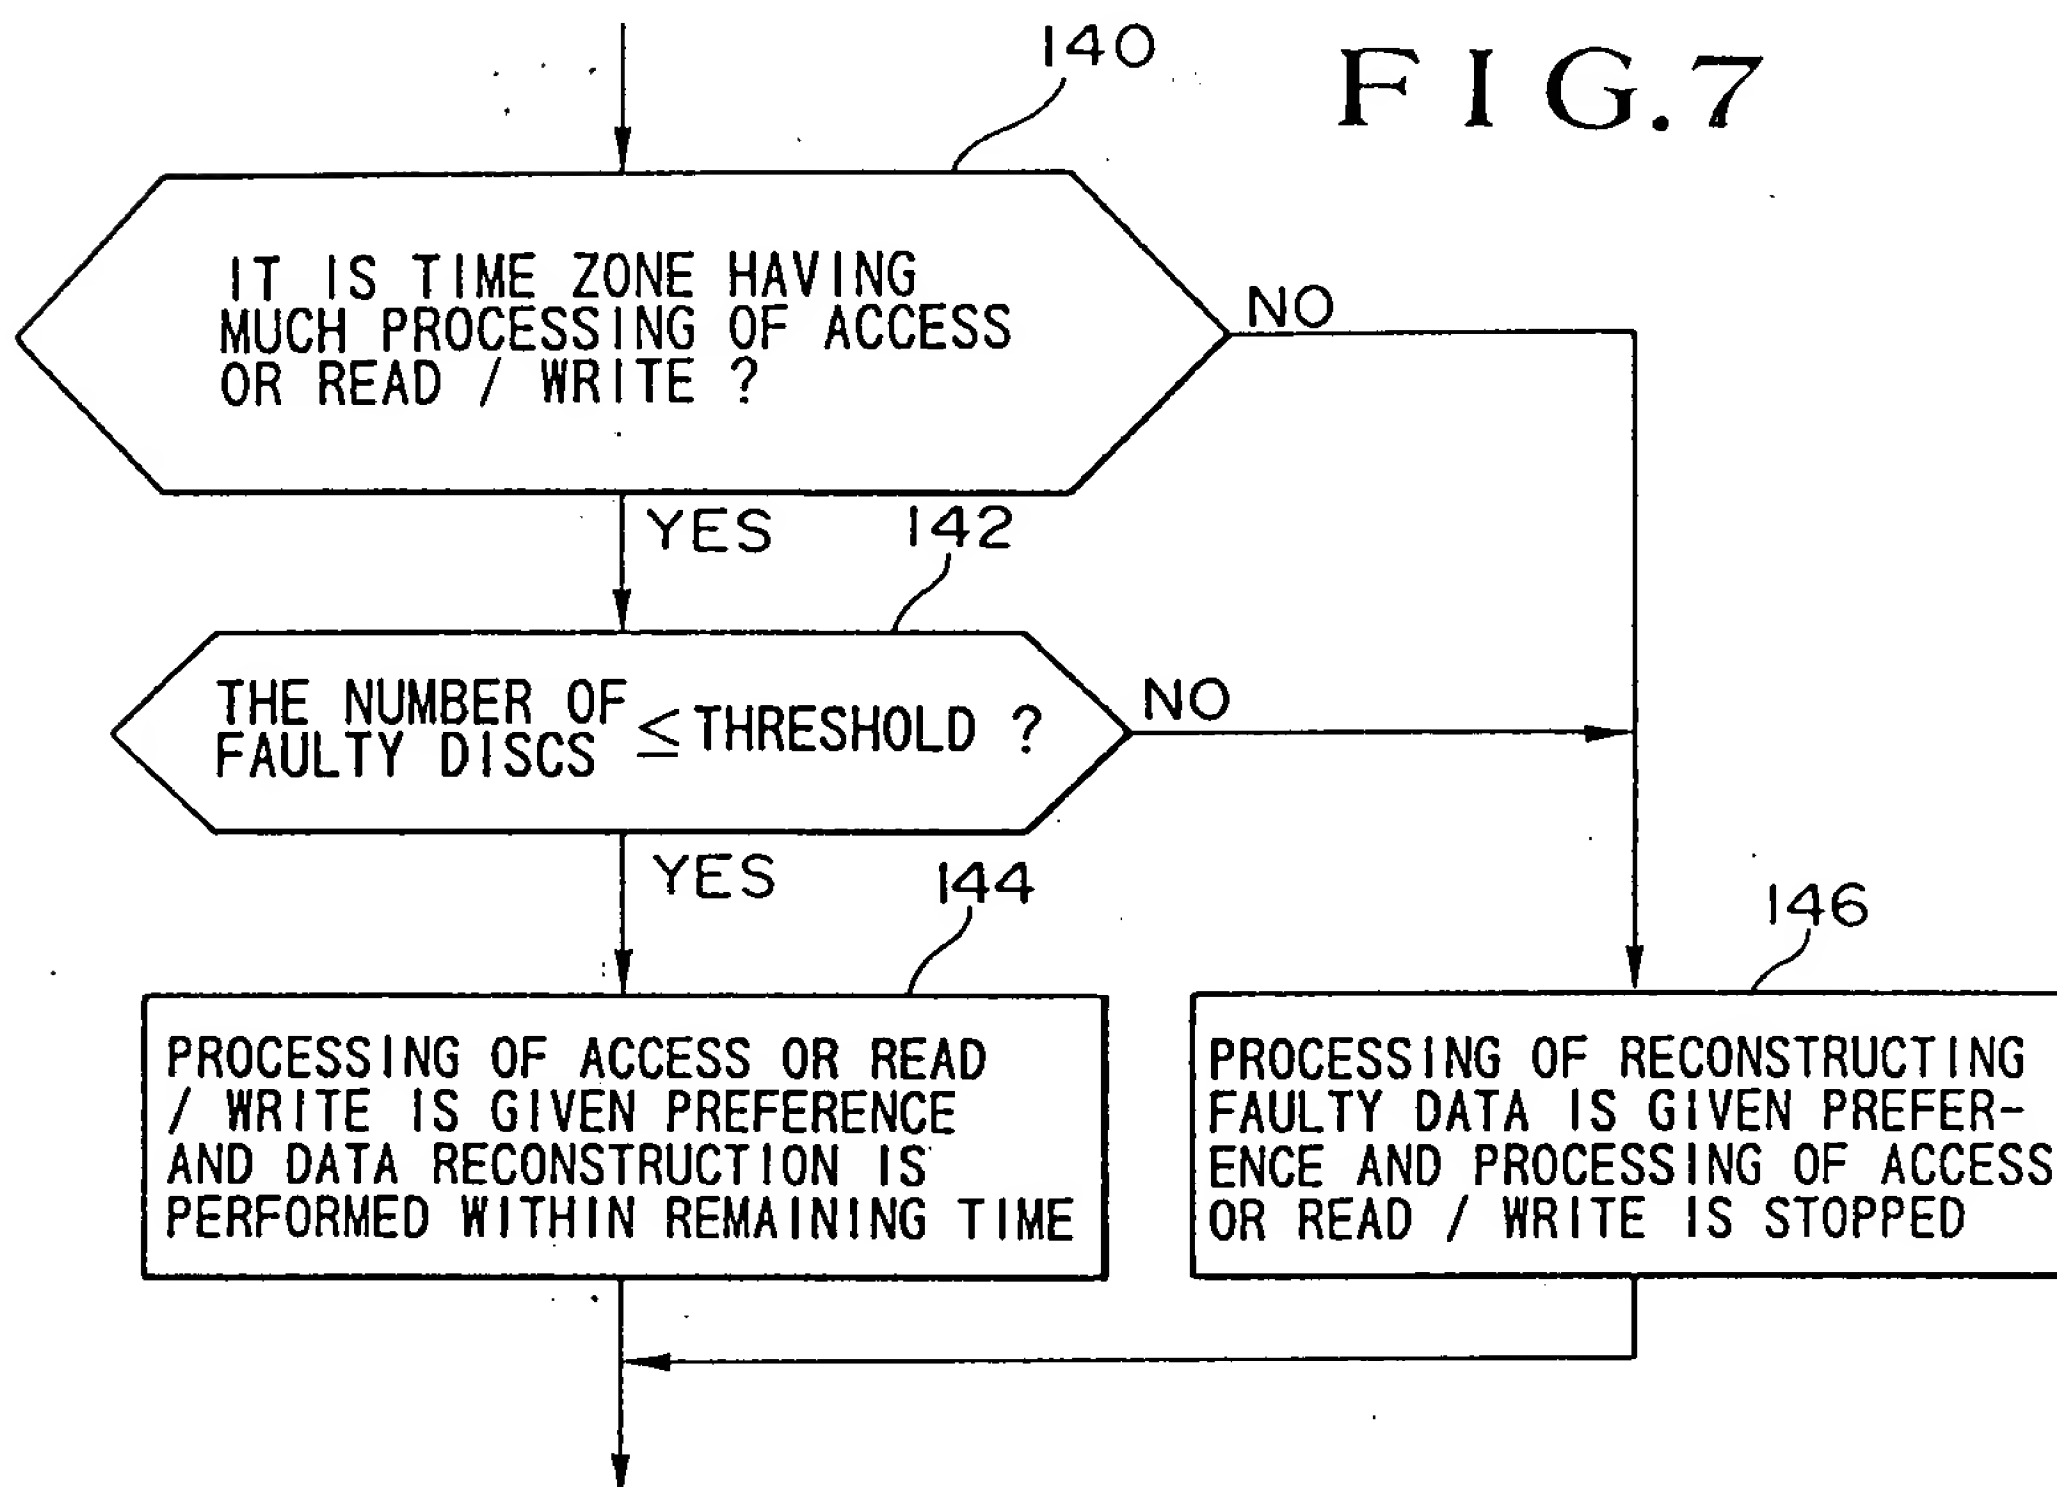 140
FIG.7
IT IS TIME ZONE HAVING
MUCH PROCESSING OF ACCESS
OR READ / WRITE ?
NO
YES
142
THE NUMBER OF
FAULTY DISCS ≤ THRESHOLD ?
NO
YES
144
146
PROCESSING OF ACCESS OR READ
/ WRITE IS GIVEN PREFERENCE
AND DATA RECONSTRUCTION IS
PERFORMED WITHIN REMAINING TIME
PROCESSING OF RECONSTRUCTING
FAULTY DATA IS GIVEN PREFER-
ENCE AND PROCESSING OF ACCESS
OR READ / WRITE IS STOPPED